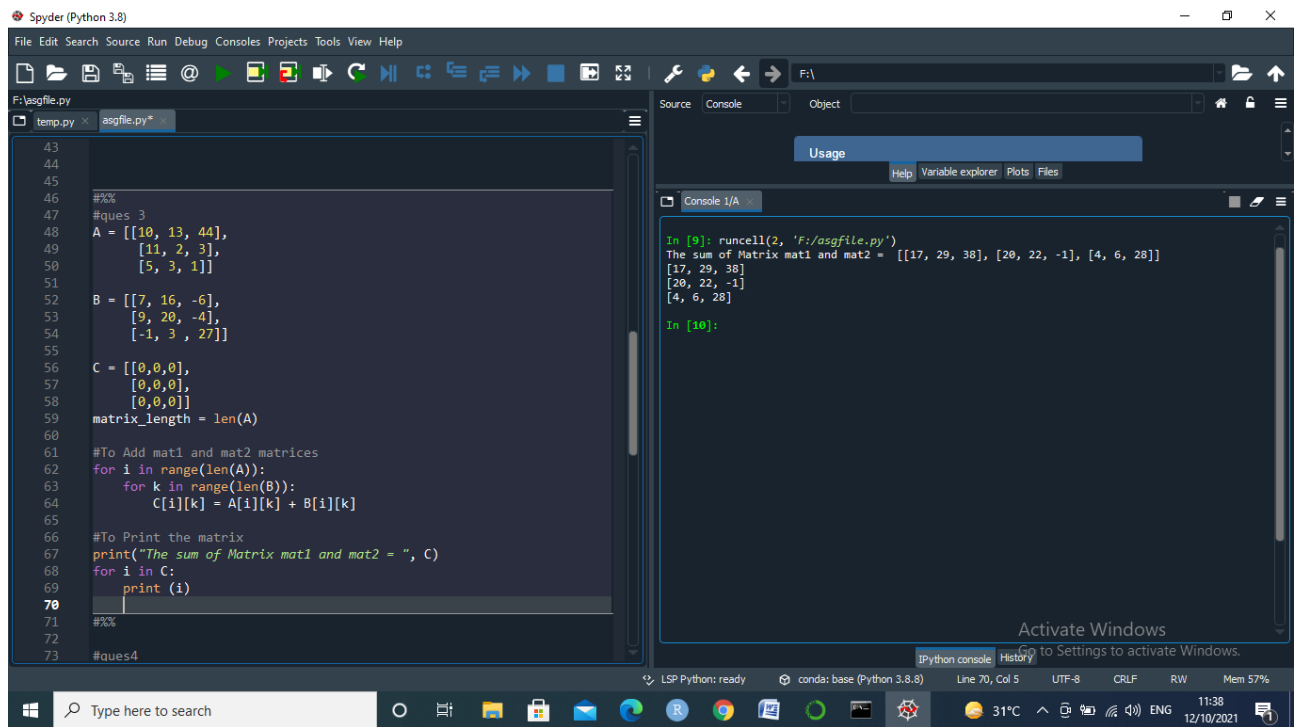 Spyder (Python 3.8)
File Edit Search Source Run Debug Consoles Projects Tools View Help
F:\
F:\asgfile.py
temp.py
asgfile.py*
43
44
45
46 #%%
47 #ques 3
48 A = [[10, 13, 44],
49 [11, 2, 3],
50 [5, 3, 1]]
51
52 B = [[7, 16, -6],
53 [9, 20, -4],
54 [-1, 3 , 27]]
55
56 C = [[0,0,0],
57 [0,0,0],
58 [0,0,0]]
59 matrix_length = len(A)
60
61 #To Add mat1 and mat2 matrices
62 for i in range(len(A)):
63 for k in range(len(B)):
64 C[i][k] = A[i][k] + B[i][k]
65
66 #To Print the matrix
67 print("The sum of Matrix mat1 and mat2 = ", C)
68 for i in C:
69 print (i)
70
71 #%%
72
73 #ques4
Source Console Object
Usage
Help Variable explorer Plots Files
Console 1/A
In [9]: runcell(2, 'F:/asgfile.py')
The sum of Matrix mat1 and mat2 = [[17, 29, 38], [20, 22, -1], [4, 6, 28]]
[17, 29, 38]
[20, 22, -1]
[4, 6, 28]
In [10]:
Activate Windows
Go to Settings to activate Windows.
IPython console History
LSP Python: ready conda: base (Python 3.8.8) Line 70, Col 5 UTF-8 CRLF RW Mem 57%
Type here to search
R
31°C ENG
11:38
12/10/2021
1